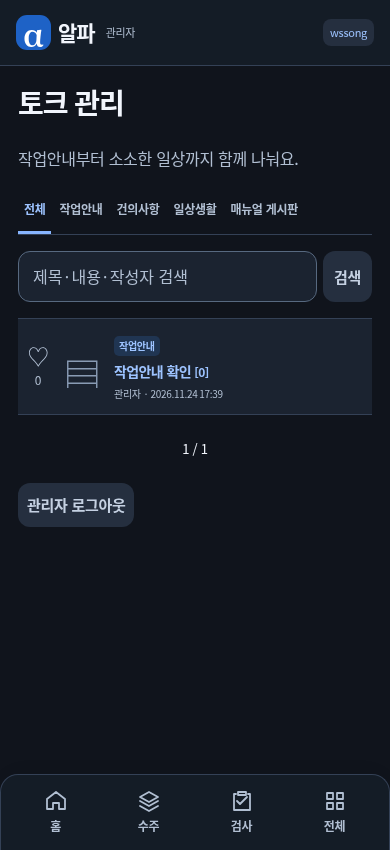 α 알파 관리자 wssong
토크 관리
작업안내부터 소소한 일상까지 함께 나눠요.
전체 작업안내 건의사항 일상생활 매뉴얼 게시판
제목·내용·작성자 검색 검색
작업안내
작업안내 확인 [0]
관리자 · 2026.11.24 17:39
0
1 / 1
관리자 로그아웃
홈 수주 검사 전체